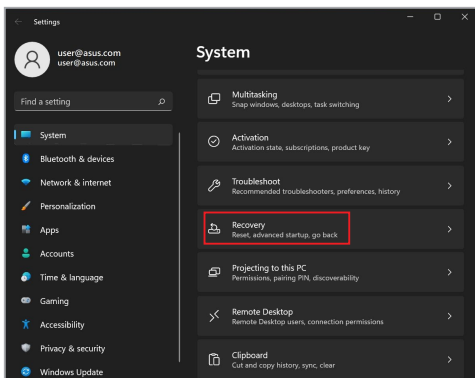 Settings
user@asus.com
user@asus.com
Find a setting
System
Bluetooth & devices
Network & internet
Personalization
Apps
Accounts
Time & language
Gaming
Accessibility
Privacy & security
Windows Update
System
Multitasking
Snap windows, desktops, task switching
Activation
Activation state, subscriptions, product key
Troubleshoot
Recommended troubleshooters, preferences, history
Recovery
Reset, advanced startup, go back
Projecting to this PC
Permissions, pairing PIN, discoverability
Remote Desktop
Remote Desktop users, connection permissions
Clipboard
Cut and copy history, sync, clear